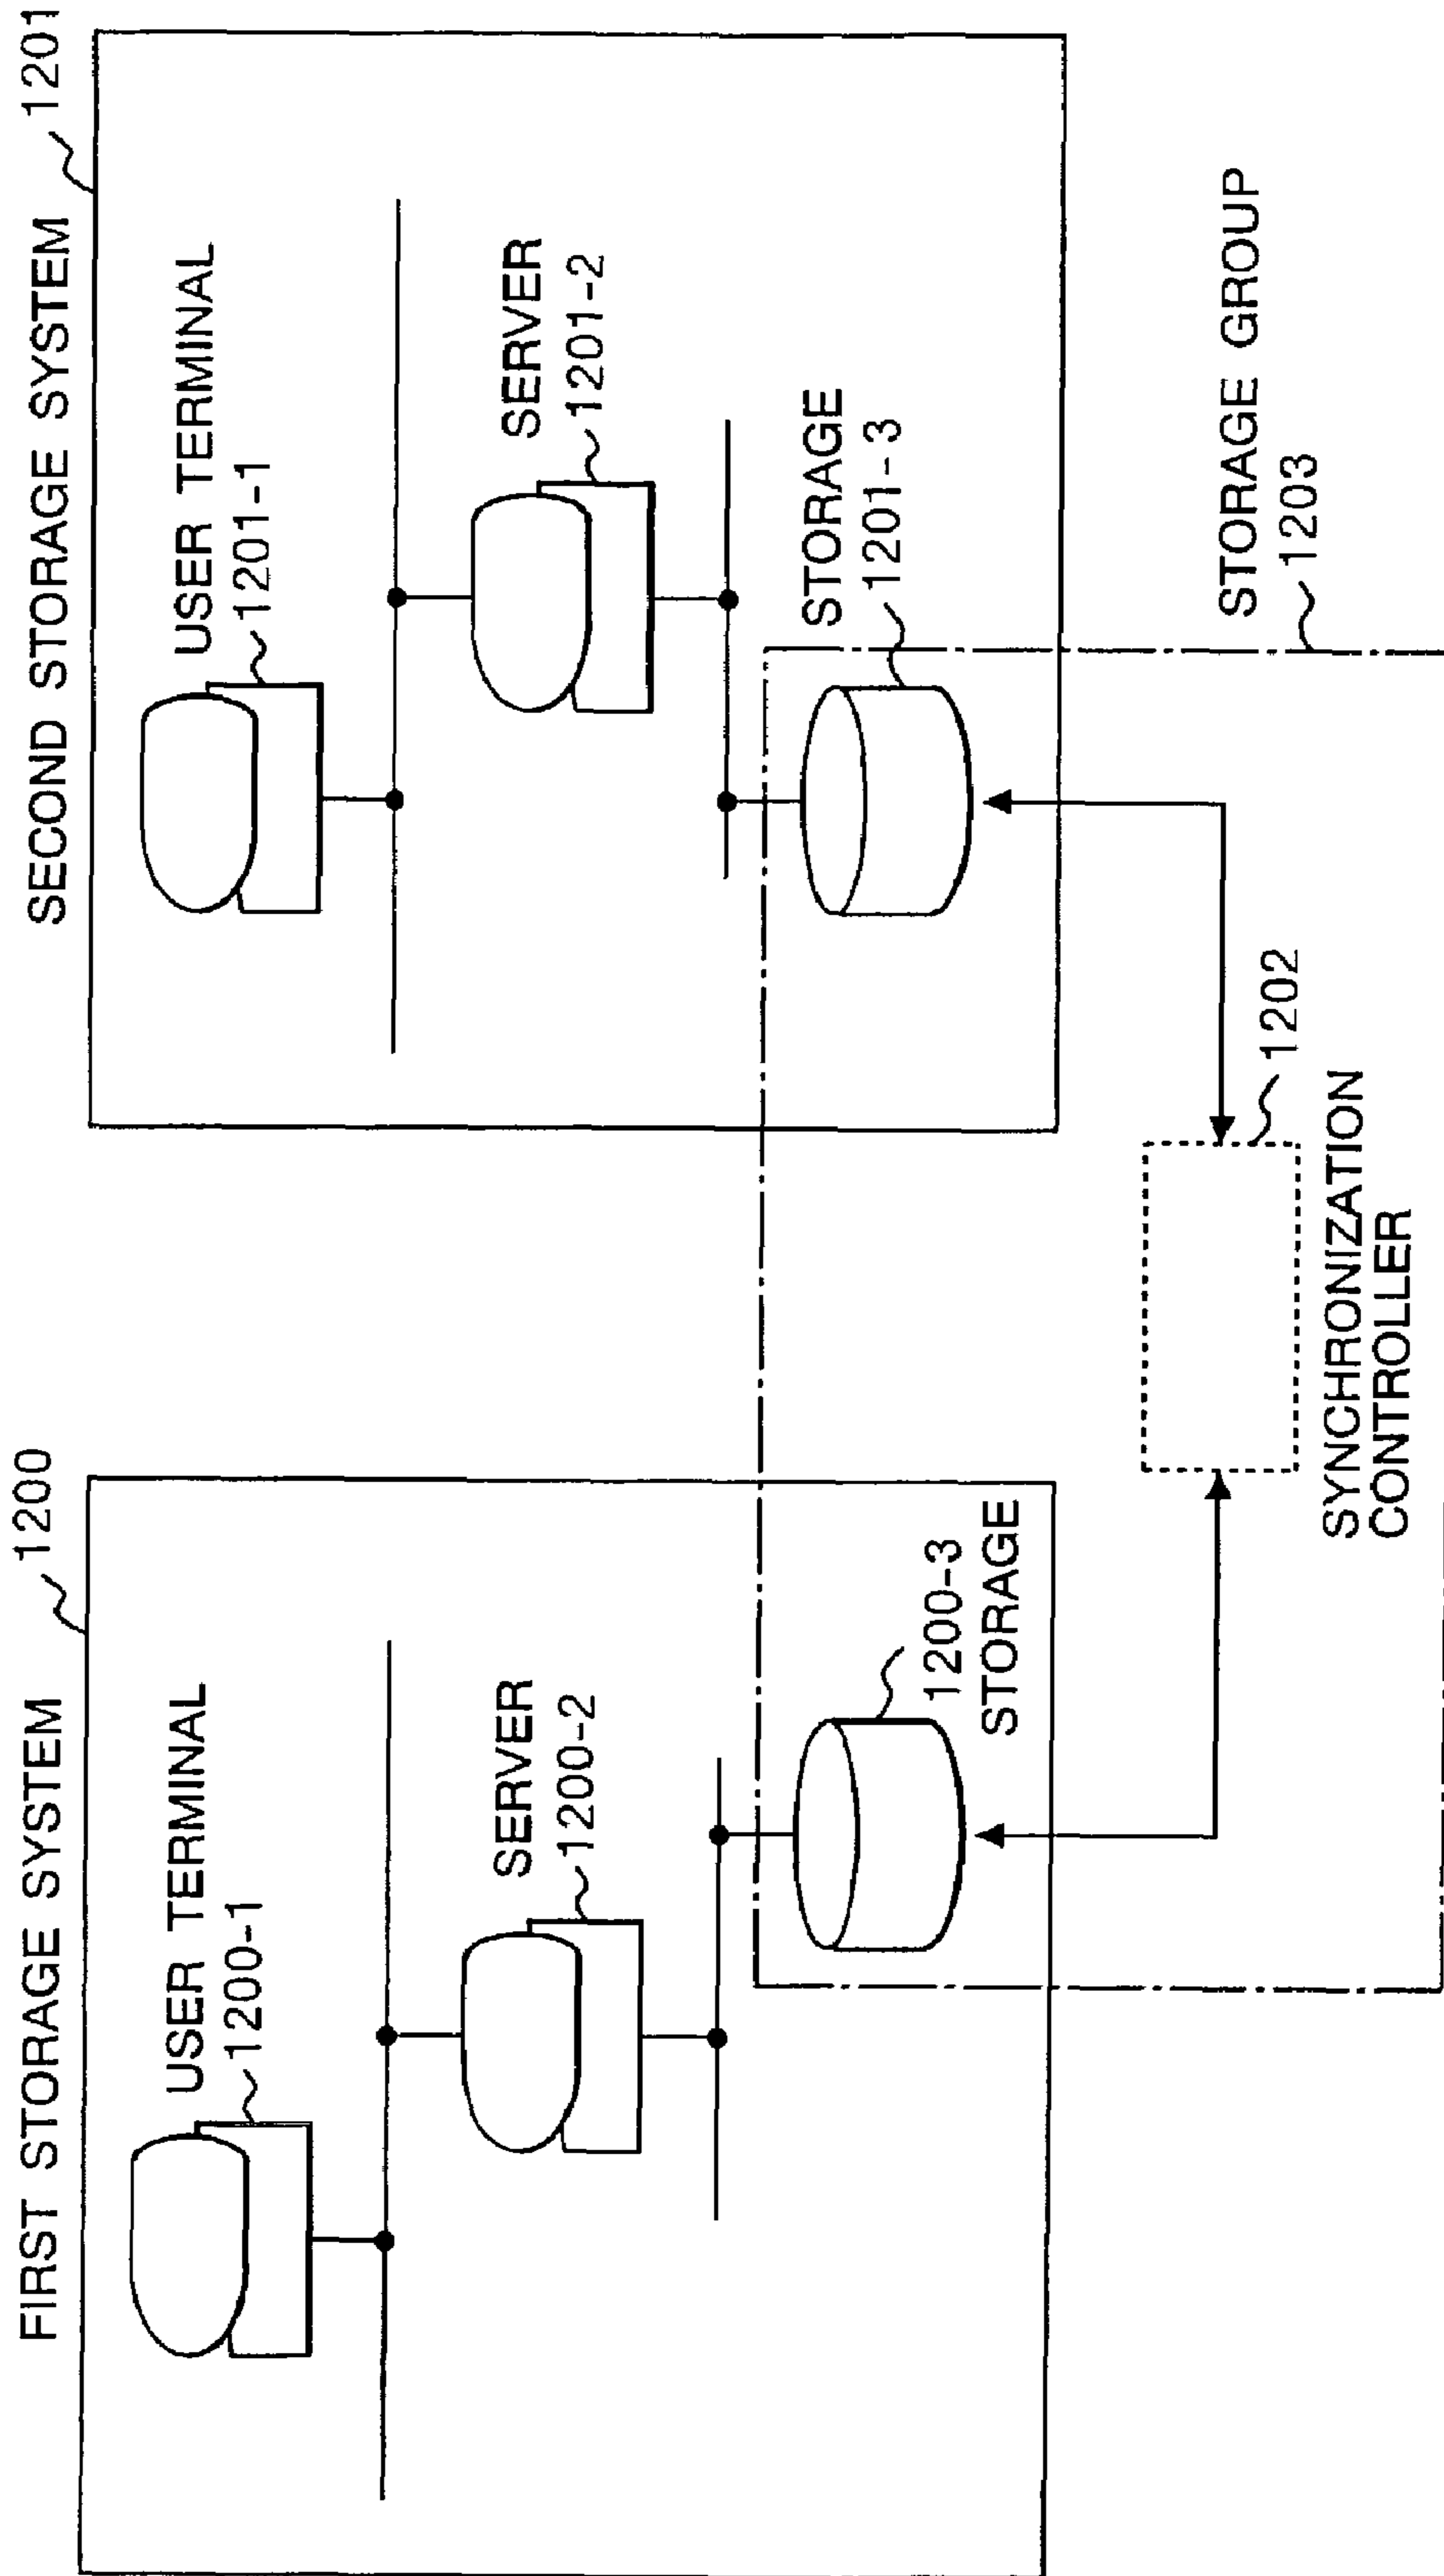 FIRST STORAGE SYSTEM
1200
USER TERMINAL
1200-1
SERVER
1200-2
1200-3
STORAGE
SECOND STORAGE SYSTEM
1201
USER TERMINAL
1201-1
SERVER
1201-2
STORAGE
1201-3
STORAGE GROUP
1203
1202
SYNCHRONIZATION
CONTROLLER